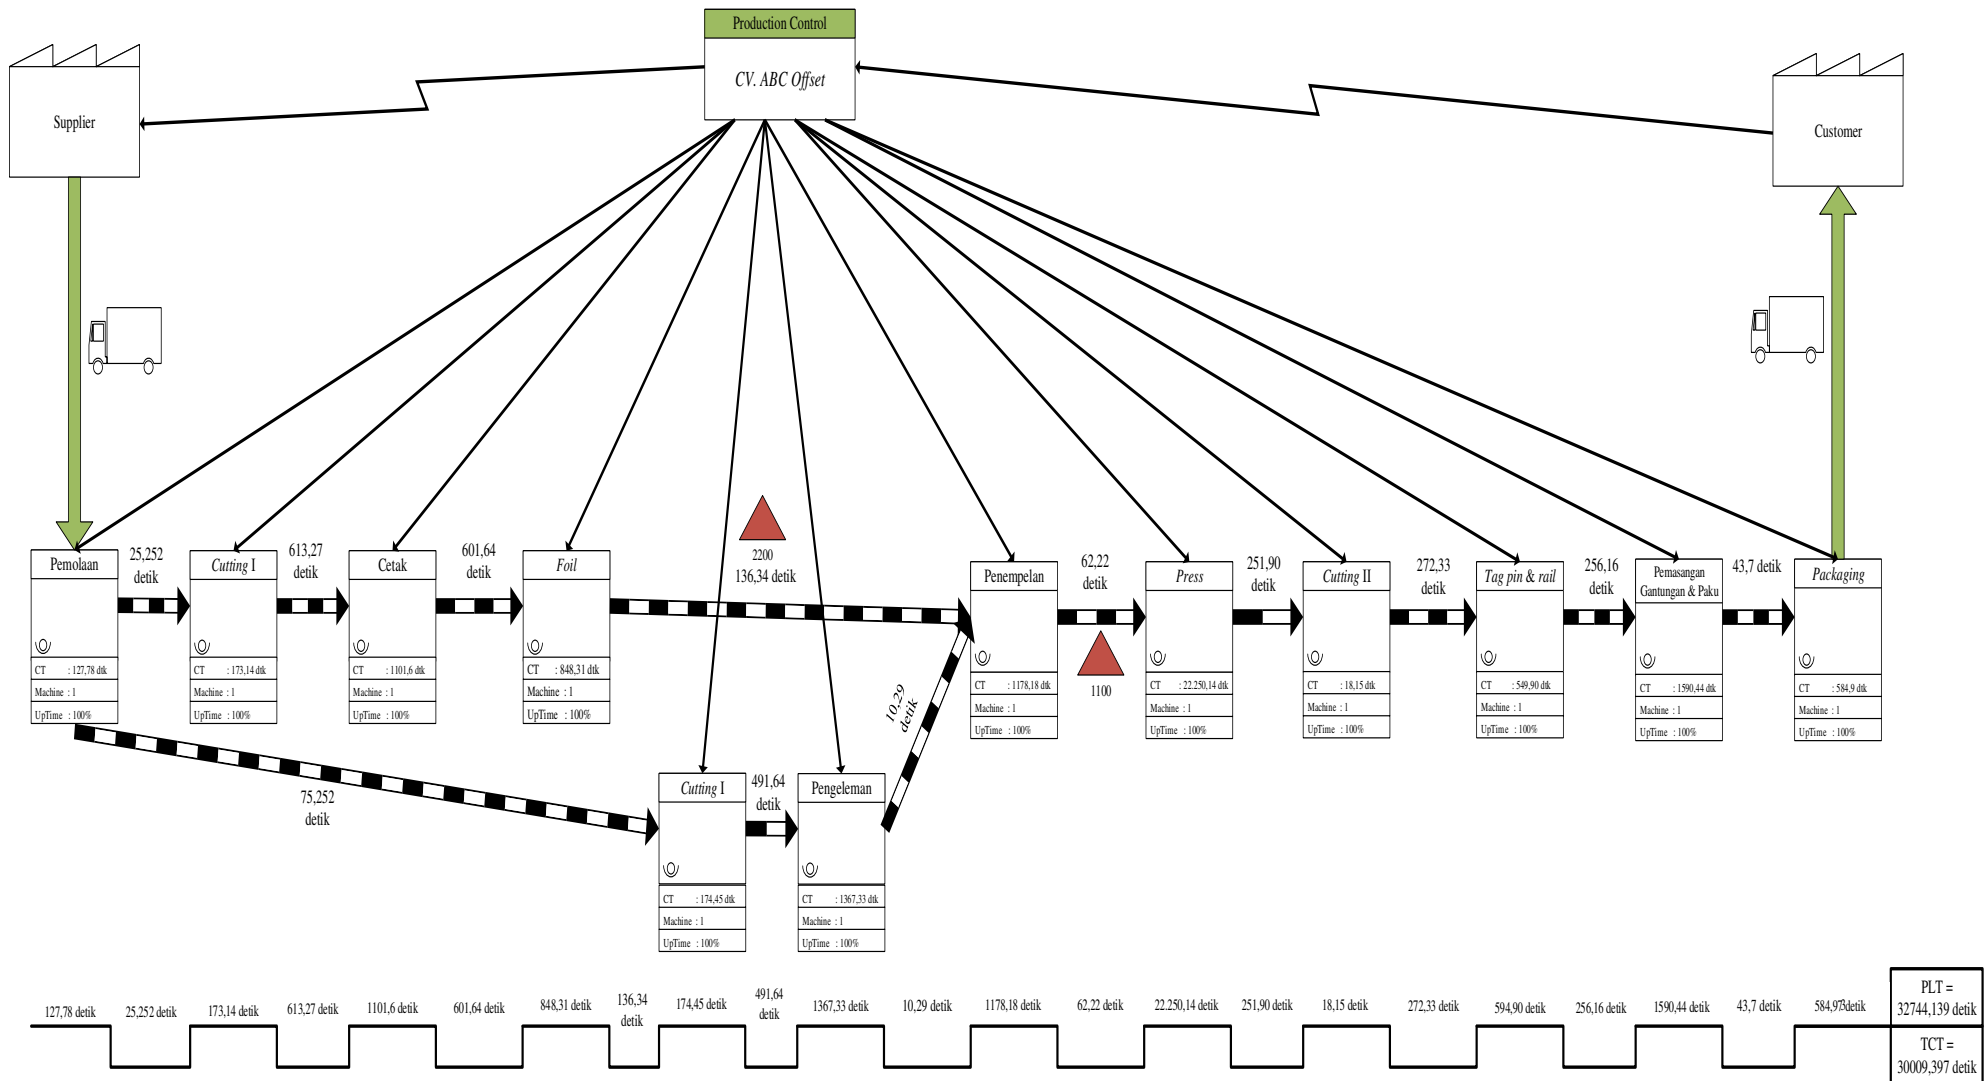 Production Control
CV. ABC Offset
Supplier
Customer
2200
136,34 detik
Pemolaan
CT : 127,78 dtk
Machine : 1
UpTime : 100%
25,252
detik
Cutting I
CT : 173,14 dtk
Machine : 1
UpTime : 100%
613,27
detik
Cetak
CT : 1101,6 dtk
Machine : 1
UpTime : 100%
601,64
detik
Foil
CT : 848,31 dtk
Machine : 1
UpTime : 100%
Penempelan
CT : 1178,18 dtk
Machine : 1
UpTime : 100%
62,22
detik
1100
Press
CT : 22.250,14 dtk
Machine : 1
UpTime : 100%
251,90
detik
Cutting II
CT : 18,15 dtk
Machine : 1
UpTime : 100%
272,33
detik
Tag pin & rail
CT : 549,90 dtk
Machine : 1
UpTime : 100%
256,16
detik
Pemasangan
Gantungan & Paku
CT : 1590,44 dtk
Machine : 1
UpTime : 100%
43,7 detik
Packaging
CT : 584,9 dtk
Machine : 1
UpTime : 100%
75,252
detik
Cutting I
CT : 174,45 dtk
Machine : 1
UpTime : 100%
491,64
detik
Pengeleman
CT : 1367,33 dtk
Machine : 1
UpTime : 100%
10,29
detik
127,78 detik
25,252 detik
173,14 detik
613,27 detik
1101,6 detik
601,64 detik
848,31 detik
136,34
detik
174,45 detik
491,64
detik
1367,33 detik
10,29 detik
1178,18 detik
62,22 detik
22.250,14 detik
251,90 detik
18,15 detik
272,33 detik
594,90 detik
256,16 detik
1590,44 detik
43,7 detik
detik
PLT =
32744,139 detik
TCT =
30009,397 detik